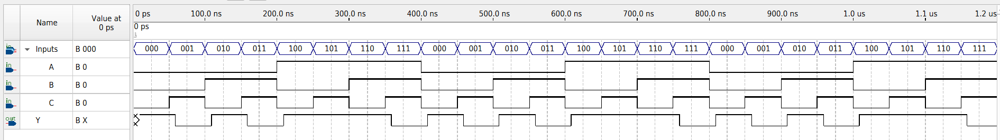 Name Value at 0 ps
0 ps 100.0 ns 200.0 ns 300.0 ns 400.0 ns 500.0 ns 600.0 ns 700.0 ns 800.0 ns 900.0 ns 1.0 us 1.1 us 1.2 us
0 ps
in Inputs B 000 000 001 010 011 100 101 110 111 000 001 010 011 100 101 110 111 000 001 010 011 100 101 110 111
in A B 0
in B B 0
in C B 0
out Y B X